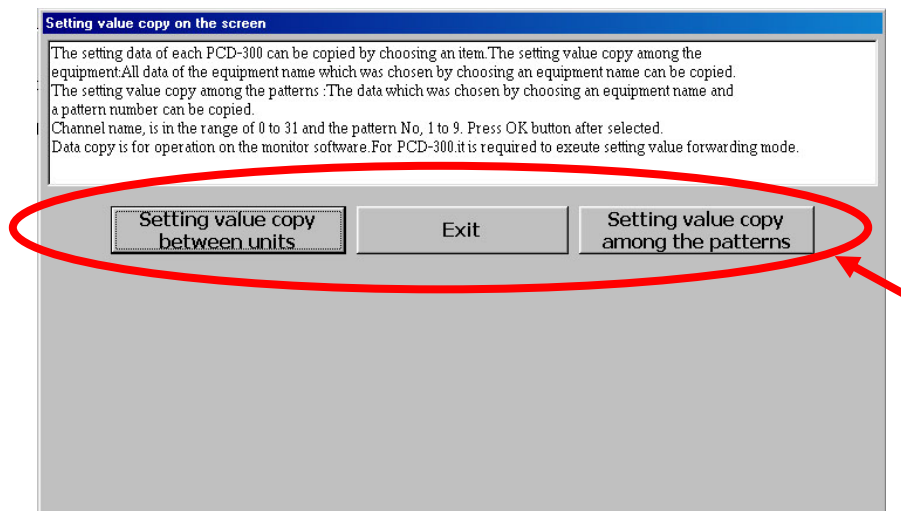 Setting value copy on the screen
The setting data of each PCD-300 can be copied by choosing an item.The setting value copy among the
equipment:All data of the equipment name which was chosen by choosing an equipment name can be copied.
The setting value copy among the patterns :The data which was chosen by choosing an equipment name and
a pattern number can be copied.
Channel name, is in the range of 0 to 31 and the pattern No, 1 to 9. Press OK button after selected.
Data copy is for operation on the monitor software.For PCD-300.it is required to exeute setting value forwarding mode.
Setting value copy
between units
Exit
Setting value copy
among the patterns